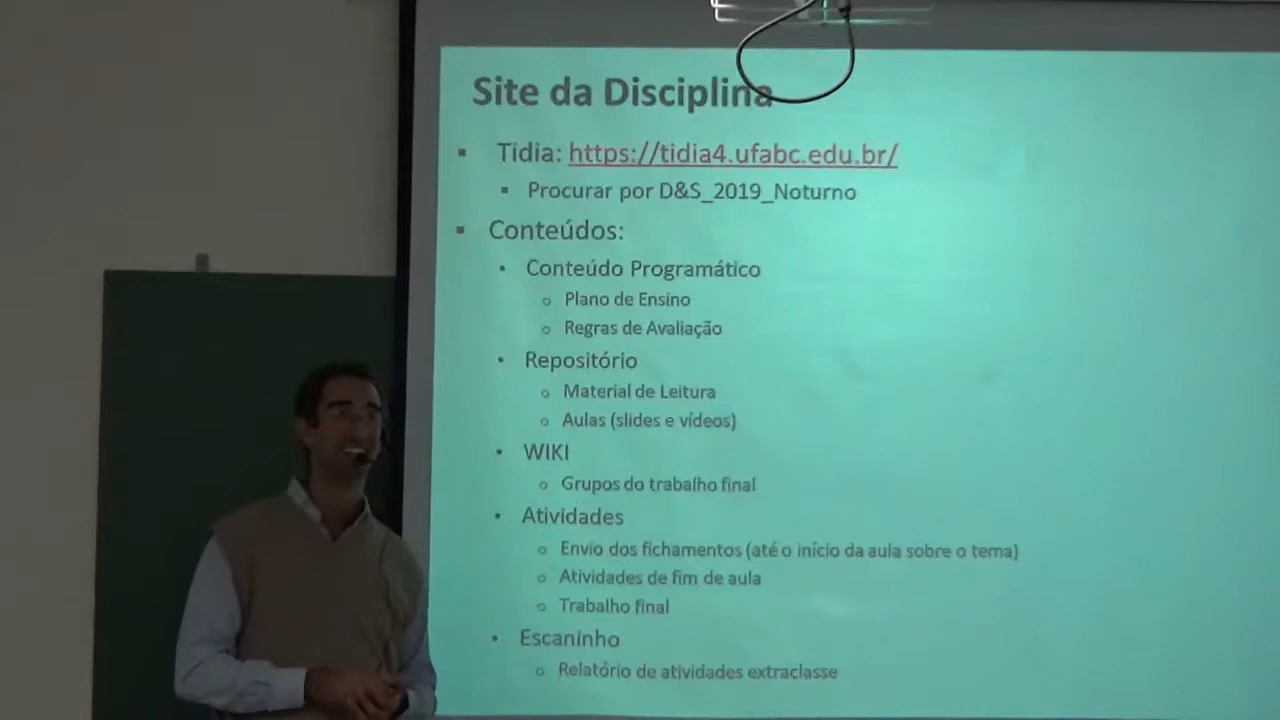 Site da Disciplina
Tidia: https://tidia4.ufabc.edu.br/
Procurar por D&S_2019_Noturno
Conteúdos:
Conteúdo Programático
Plano de Ensino
Regras de Avaliação
Repositório
Material de Leitura
Aulas (slides e vídeos)
WIKI
Grupos do trabalho final
Atividades
Envio dos fichamentos (até o início da aula sobre o tema)
Atividades de fim de aula
Trabalho final
Escaninho
Relatório de atividades extraclasse